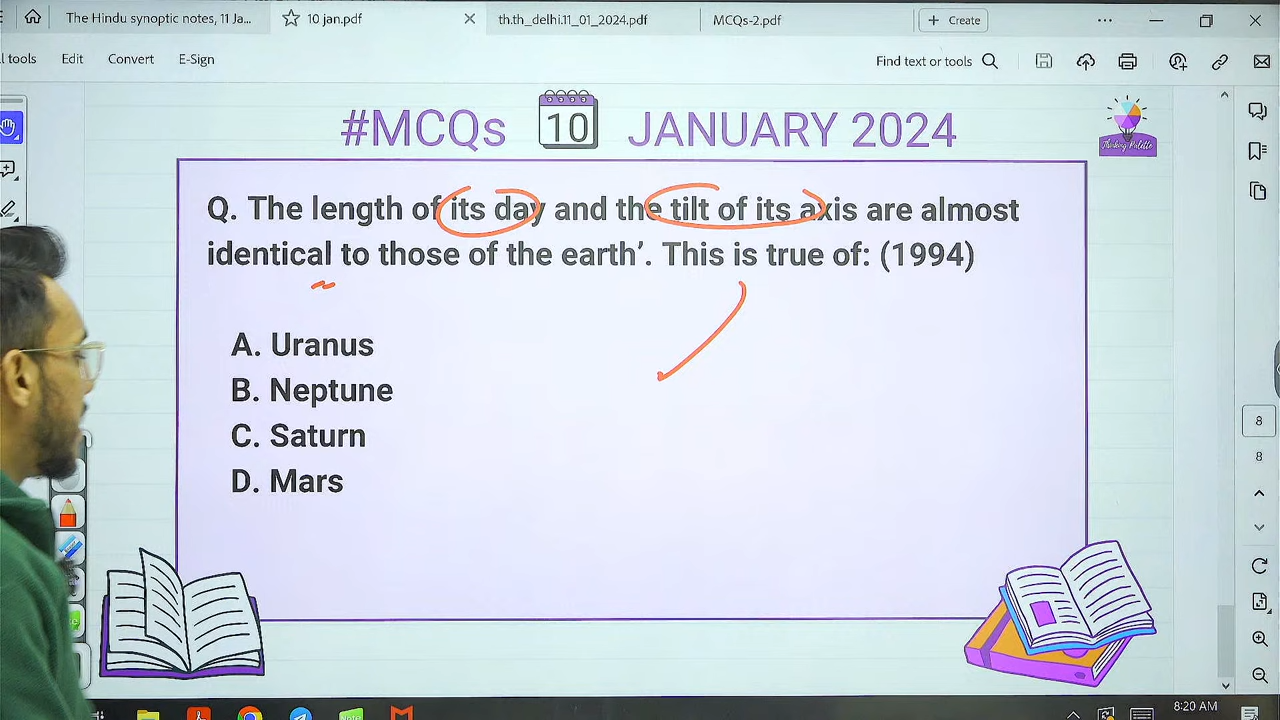 The Hindu synoptic notes, 11 Ja...
10 jan.pdf
th.th_delhi.11_01_2024.pdf
MCQs-2.pdf
+ Create
l tools
Edit
Convert
E-Sign
Find text or tools
#MCQs 10 JANUARY 2024
Thinking Palette
Q. The length of its day and the tilt of its axis are almost
identical to those of the earth’. This is true of: (1994)
A. Uranus
B. Neptune
C. Saturn
D. Mars
8
8
8:20 AM